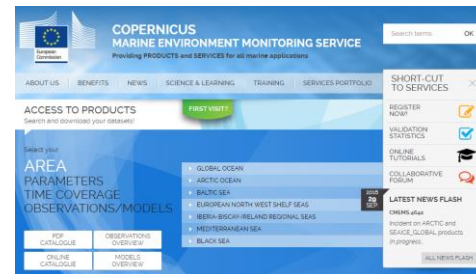 European
Commission
COPERNICUS
MARINE ENVIRONMENT MONITORING SERVICE
Providing PRODUCTS and SERVICES for all marine applications
Search terms
OK
ABOUT US
BENEFITS
NEWS
SCIENCE & LEARNING
TRAINING
SERVICES PORTFOLIO
ACCESS TO PRODUCTS
Search and download your datasets!
FIRST VISIT?
Select your
AREA
PARAMETERS
TIME COVERAGE
OBSERVATIONS/MODELS
PDF
CATALOGUE
OBSERVATIONS
OVERVIEW
ONLINE
CATALOGUE
MODELS
OVERVIEW
GLOBAL OCEAN
ARCTIC OCEAN
BALTIC SEA
EUROPEAN NORTH WEST SHELF SEAS
IBERIA-BISCAY-IRELAND REGIONAL SEAS
MEDITERRANEAN SEA
BLACK SEA
SHORT-CUT
TO SERVICES
REGISTER
NOW!
VALIDATION
STATISTICS
ONLINE
TUTORIALS
COLLABORATIVE
FORUM
2016
29
SEP
LATEST NEWS FLASH
CMEMS 4642
Incident on ARCTIC and
SEAICE_GLOBAL products
in progress.
ALL NEWS FLASH